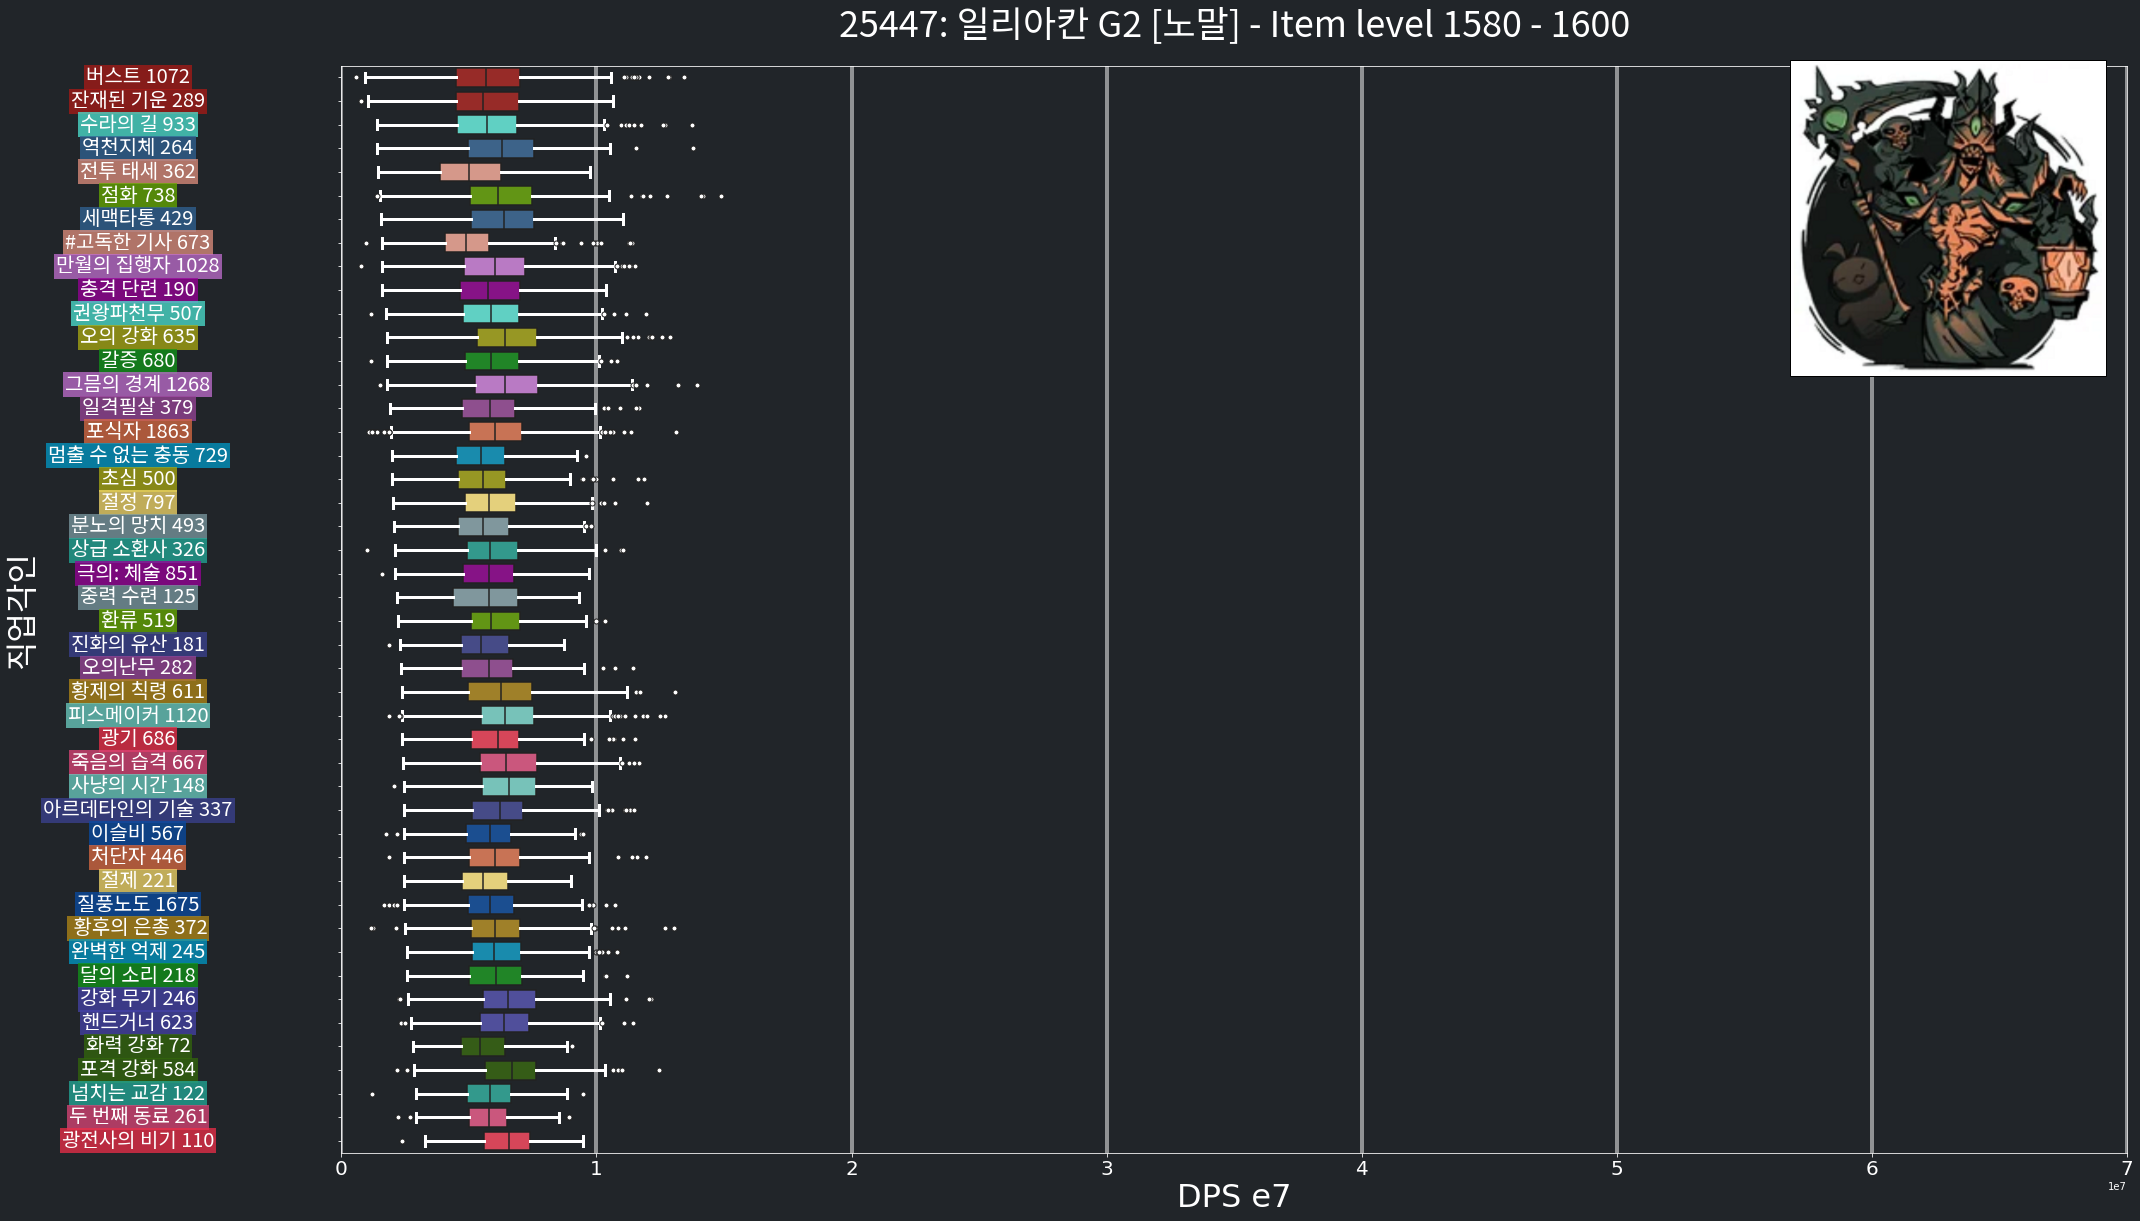 25447: 일리아칸 G2 [노말] - Item level 1580 - 1600
직업각인
버스트 1072
잔재된 기운 289
수라의 길 933
역천지체 264
전투 태세 362
점화 738
세맥타통 429
#고독한 기사 673
만월의 집행자 1028
충격 단련 190
권왕파천무 507
오의 강화 635
갈증 680
그믐의 경계 1268
일격필살 379
포식자 1863
멈출 수 없는 충동 729
초심 500
절정 797
분노의 망치 493
상급 소환사 326
극의: 체술 851
중력 수련 125
환류 519
진화의 유산 181
오의난무 282
황제의 칙령 611
피스메이커 1120
광기 686
죽음의 습격 667
사냥의 시간 148
아르데타인의 기술 337
이슬비 567
처단자 446
절제 221
질풍노도 1675
황후의 은총 372
완벽한 억제 245
달의 소리 218
강화 무기 246
핸드거너 623
화력 강화 72
포격 강화 584
넘치는 교감 122
두 번째 동료 261
광전사의 비기 110
0 1 2 3 4 5 6 7
1e7
DPS e7